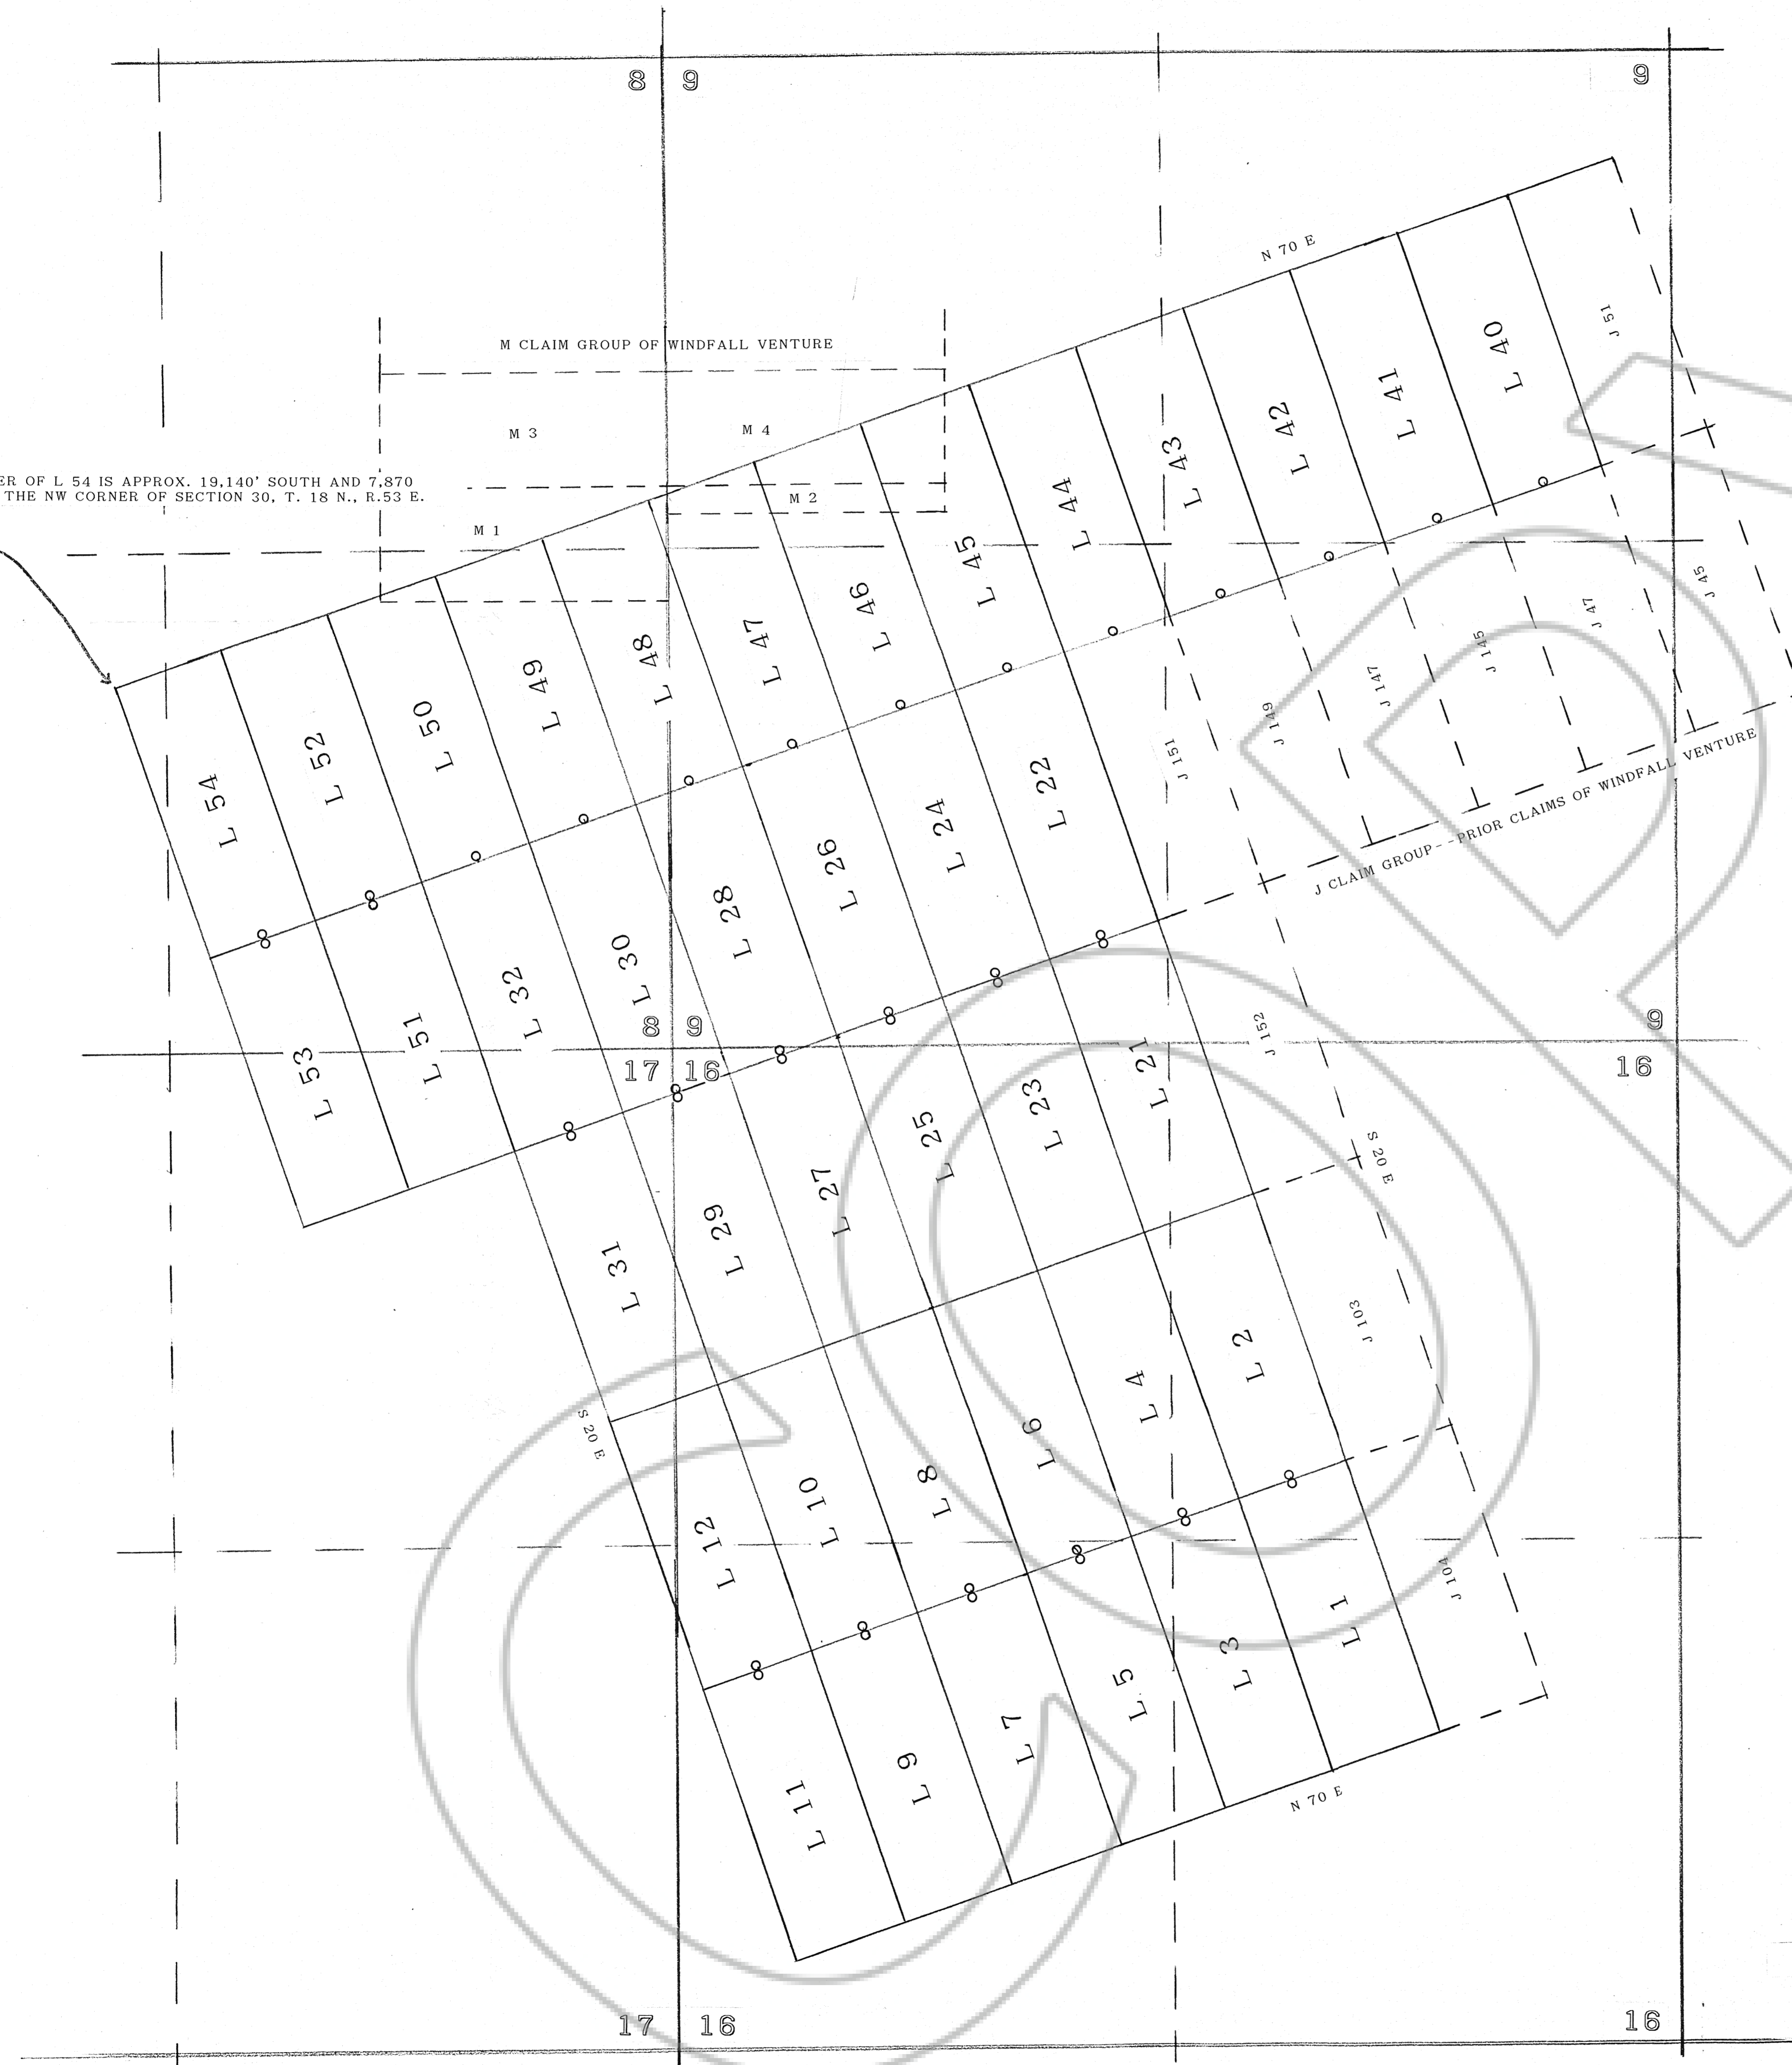 8 9
9
N 70 E
J 51
M CLAIM GROUP OF WINDFALL VENTURE
M 3
M 4
ER OF L 54 IS APPROX. 19,140' SOUTH AND 7,870
THE NW CORNER OF SECTION 30, T. 18 N., R.53 E.
M 1
M 2
L 40
L 41
L 42
L 43
L 44
L 45
L 46
L 47
L 48
L 49
L 50
L 52
L 54
J 45
J 47
J 145
J 147
J 149
J 151
J CLAIM GROUP--PRIOR CLAIMS OF WINDFALL VENTURE
L 22
L 24
L 26
L 28
L 30
L 32
L 51
L 53
8 9
17 16
9
16
J 152
L 21
L 23
L 25
L 27
L 29
L 31
S 20 E
S 20 E
J 103
L 2
L 4
L 6
L 8
L 10
L 12
J 104
L 1
L 3
L 5
L 7
L 9
L 11
N 70 E
17 16
16
COPY